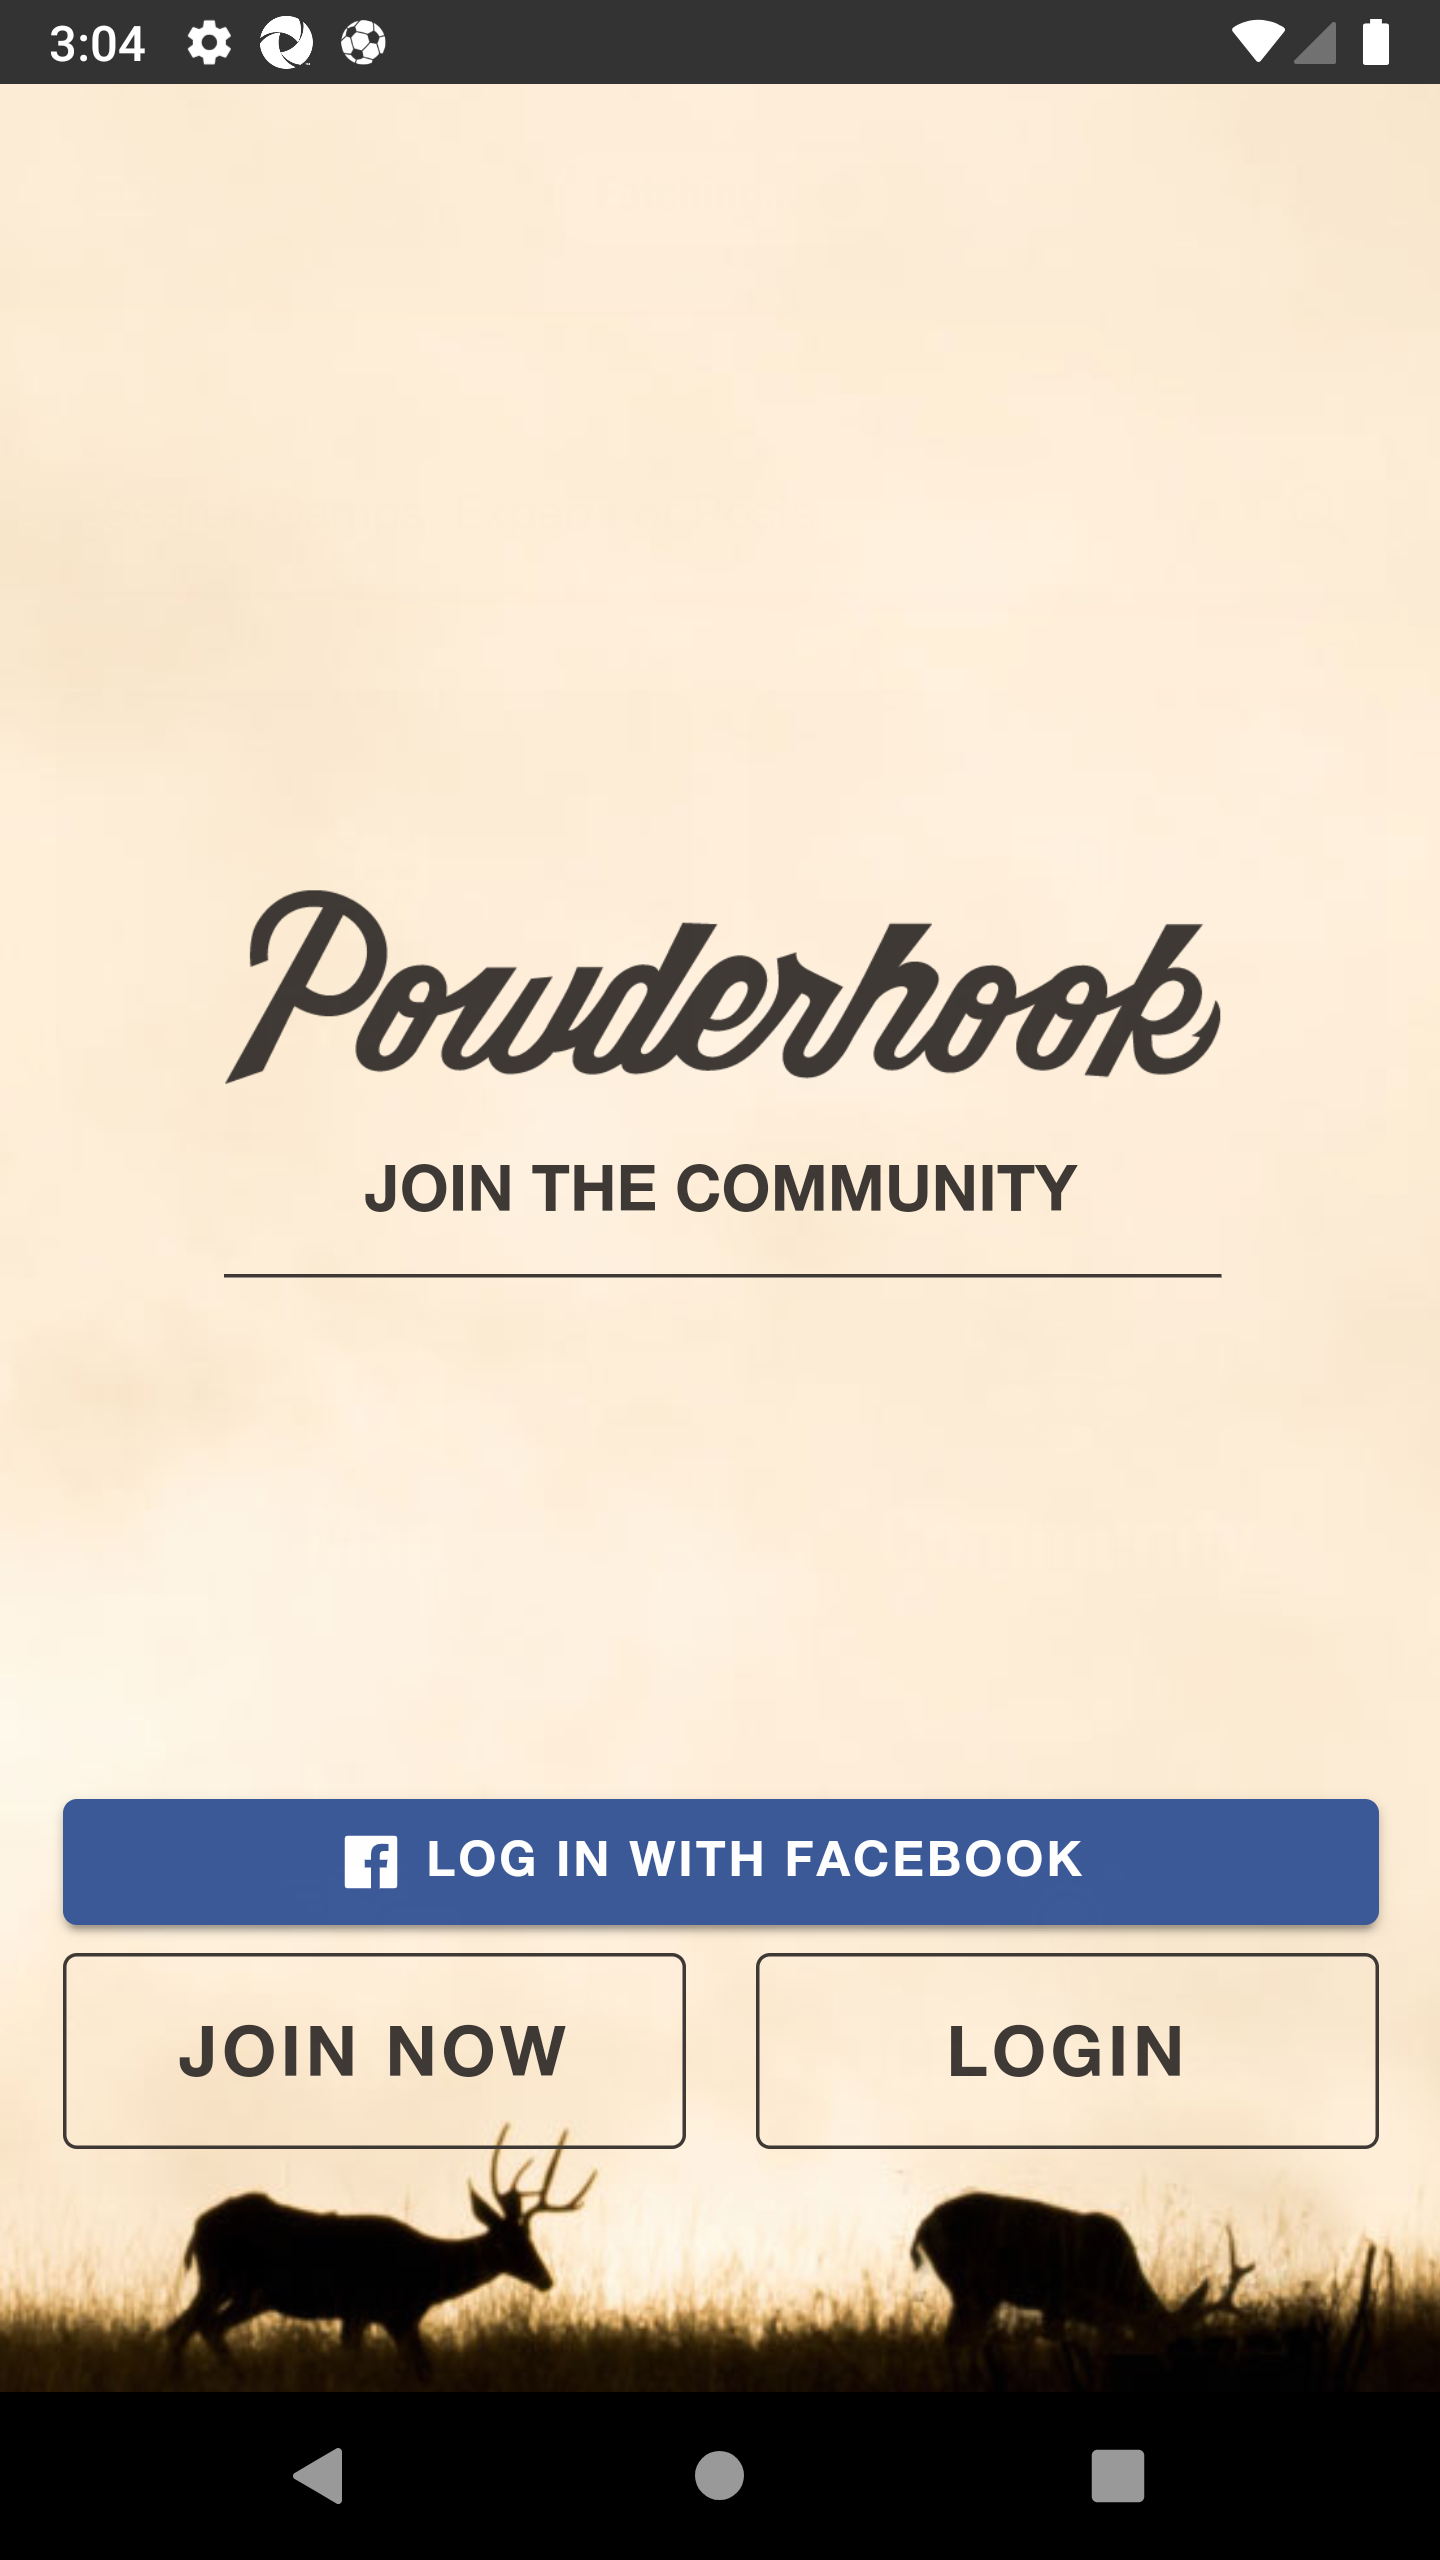 3:04
Powderhook
JOIN THE COMMUNITY
LOG IN WITH FACEBOOK
JOIN NOW
LOGIN